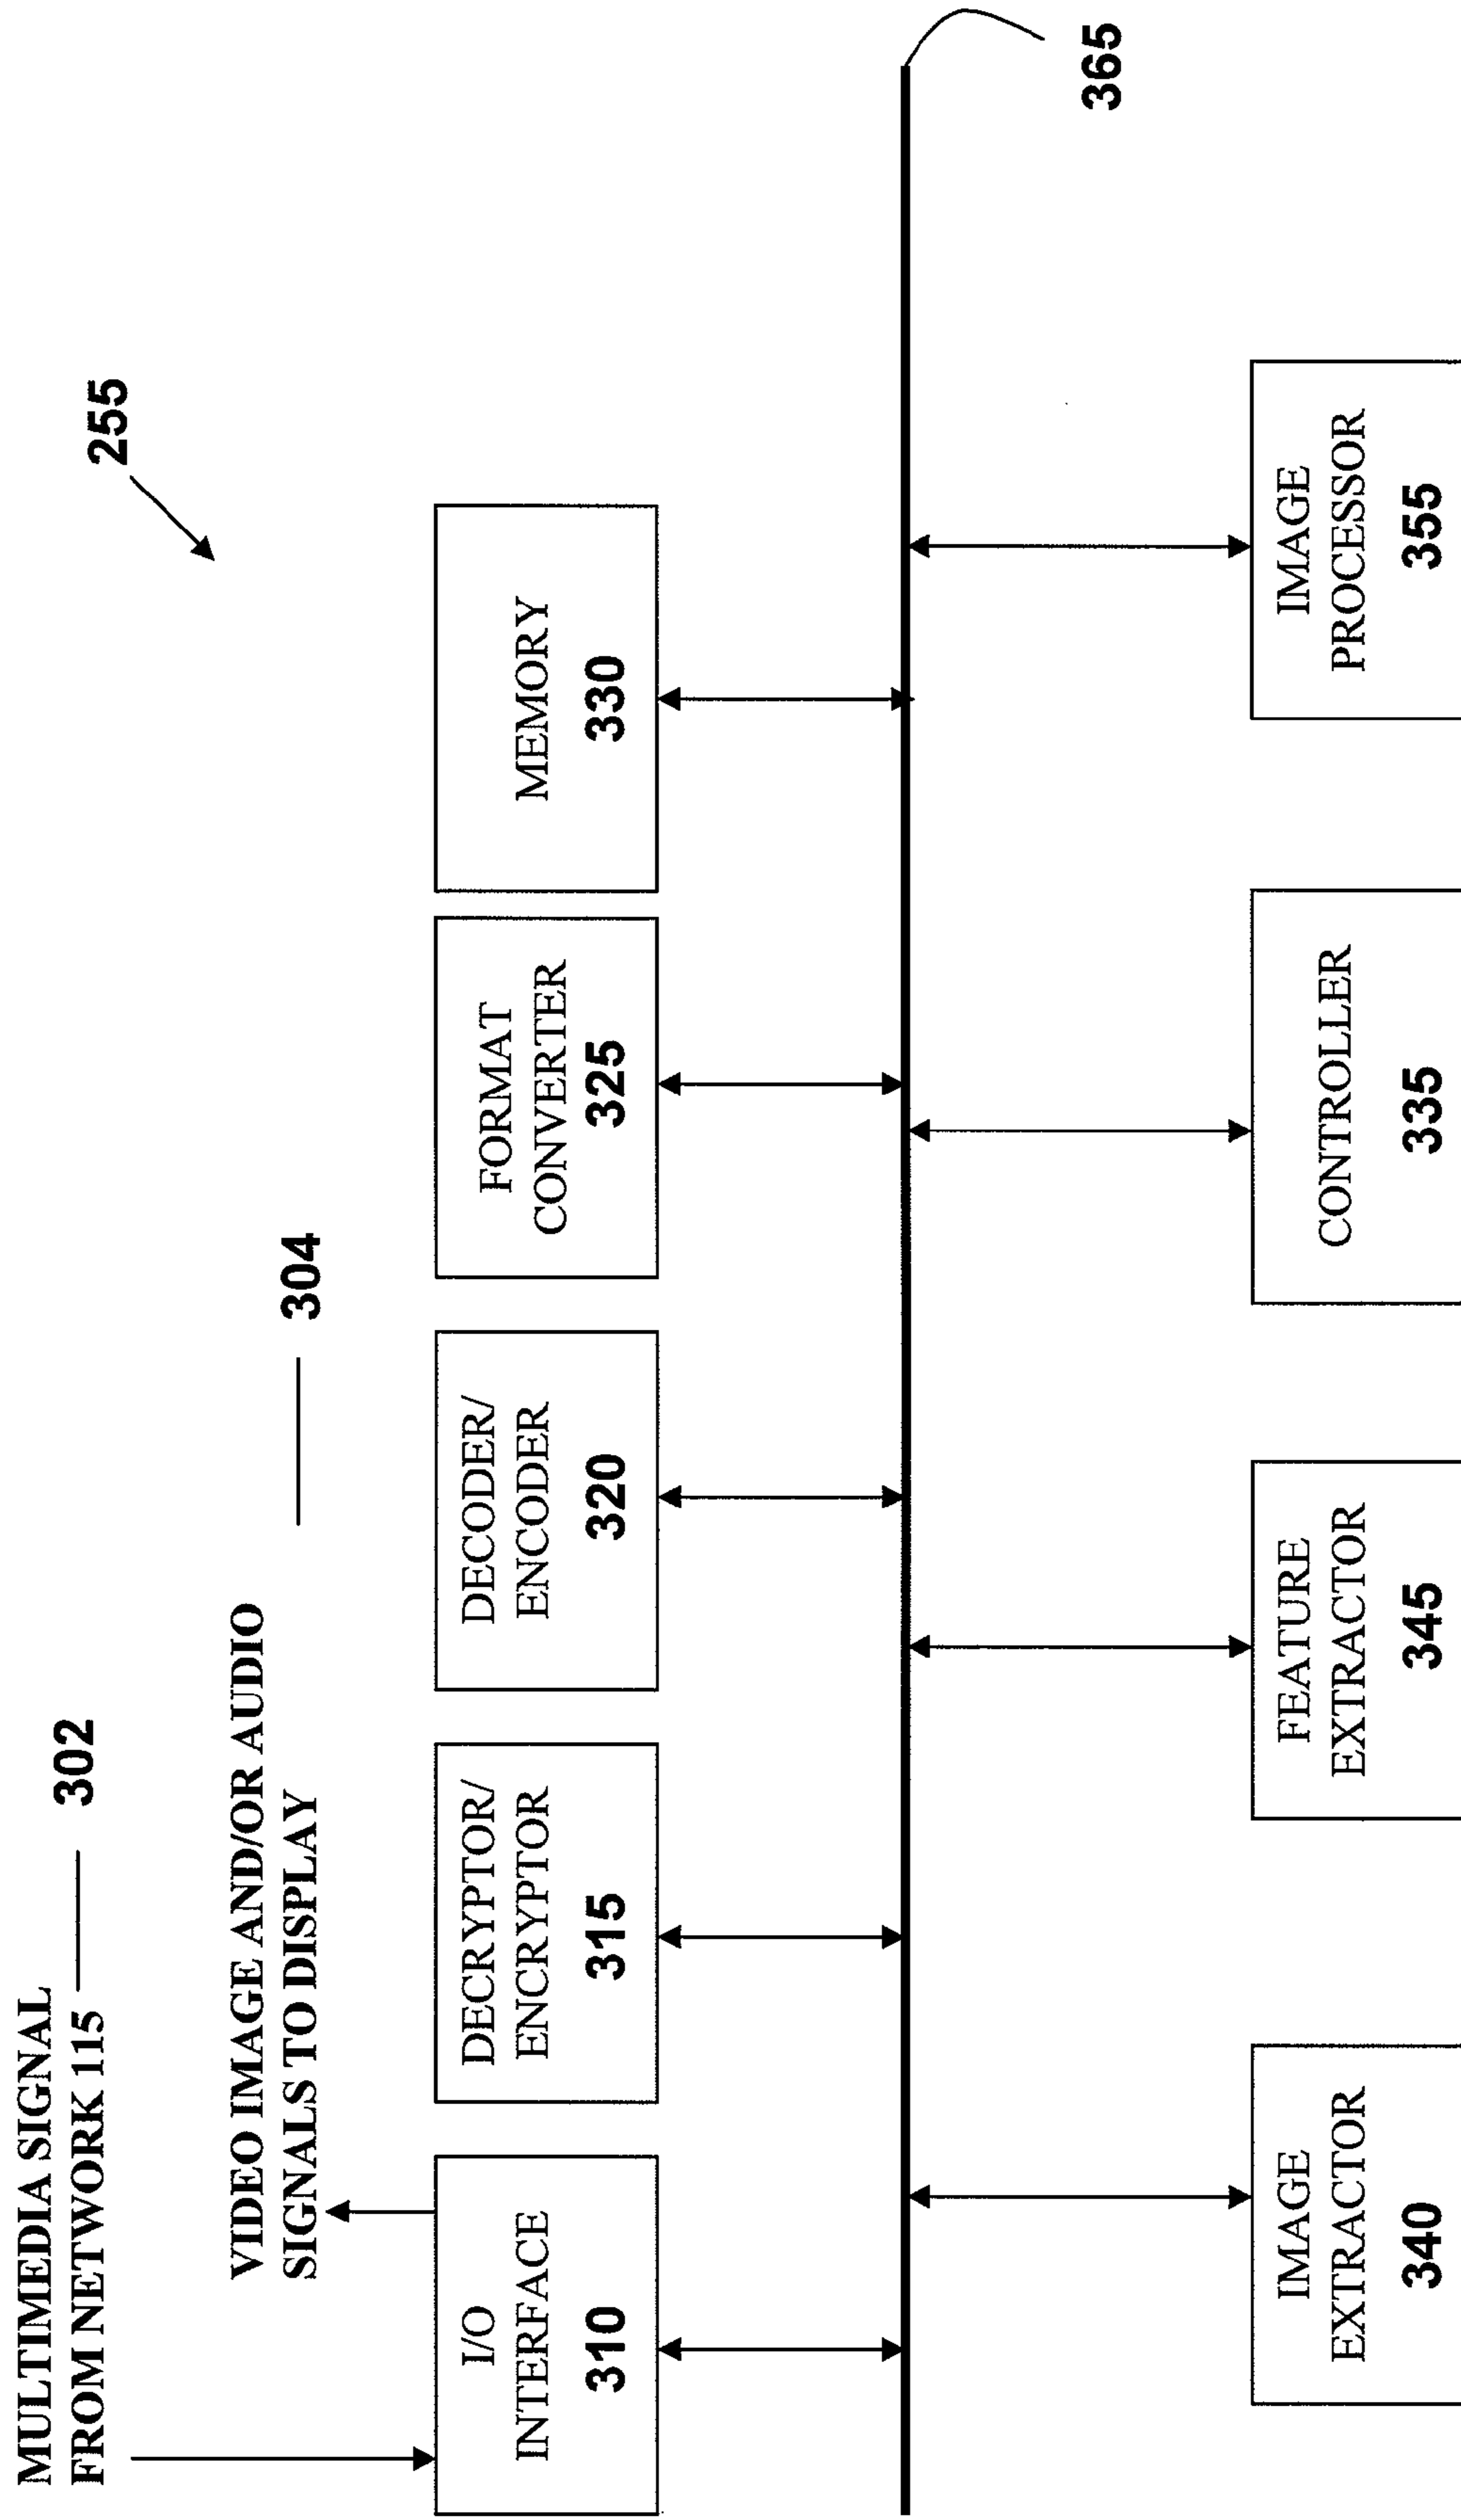 MULTIMEDIA SIGNAL
FROM NETWORK 115
302
VIDEO IMAGE AND/OR AUDIO
SIGNALS TO DISPLAY
304
255
I/O
INTERFACE
310
DECRYPTOR/
ENCRYPTOR
315
DECODER/
ENCODER
320
FORMAT
CONVERTER
325
MEMORY
330
365
IMAGE
EXTRACTOR
340
FEATURE
EXTRACTOR
345
CONTROLLER
335
IMAGE
PROCESSOR
355